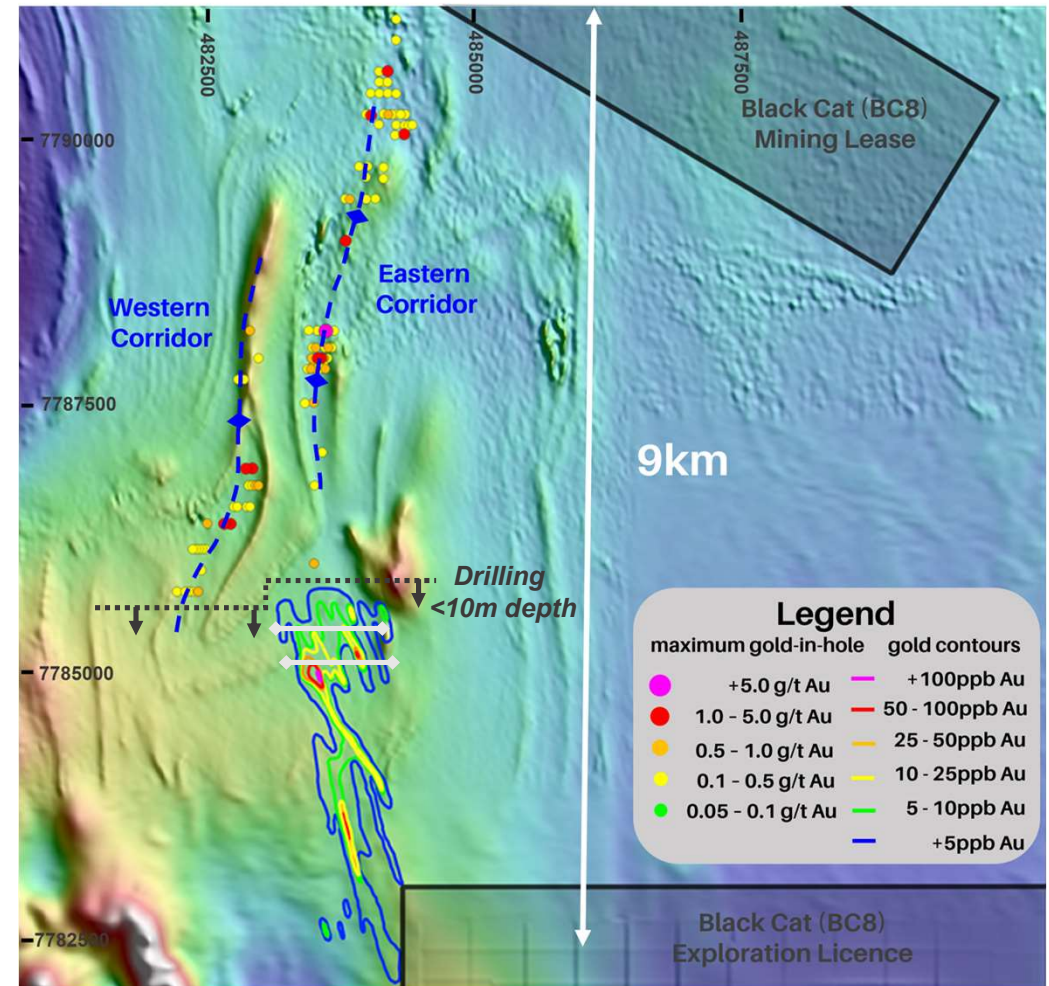 482500
485000
487500
Black Cat (BC8)
Mining Lease
7790000
Western
Corridor
Eastern
Corridor
7787500
9km
Drilling
<10m depth
7785000
Legend
maximum gold-in-hole
gold contours
+5.0 g/t Au
+100ppb Au
1.0 - 5.0 g/t Au
50 - 100ppb Au
0.5 - 1.0 g/t Au
25 - 50ppb Au
0.1 - 0.5 g/t Au
10 - 25ppb Au
0.05 - 0.1 g/t Au
5 - 10ppb Au
+5ppb Au
7782500
Black Cat (BC8)
Exploration Licence